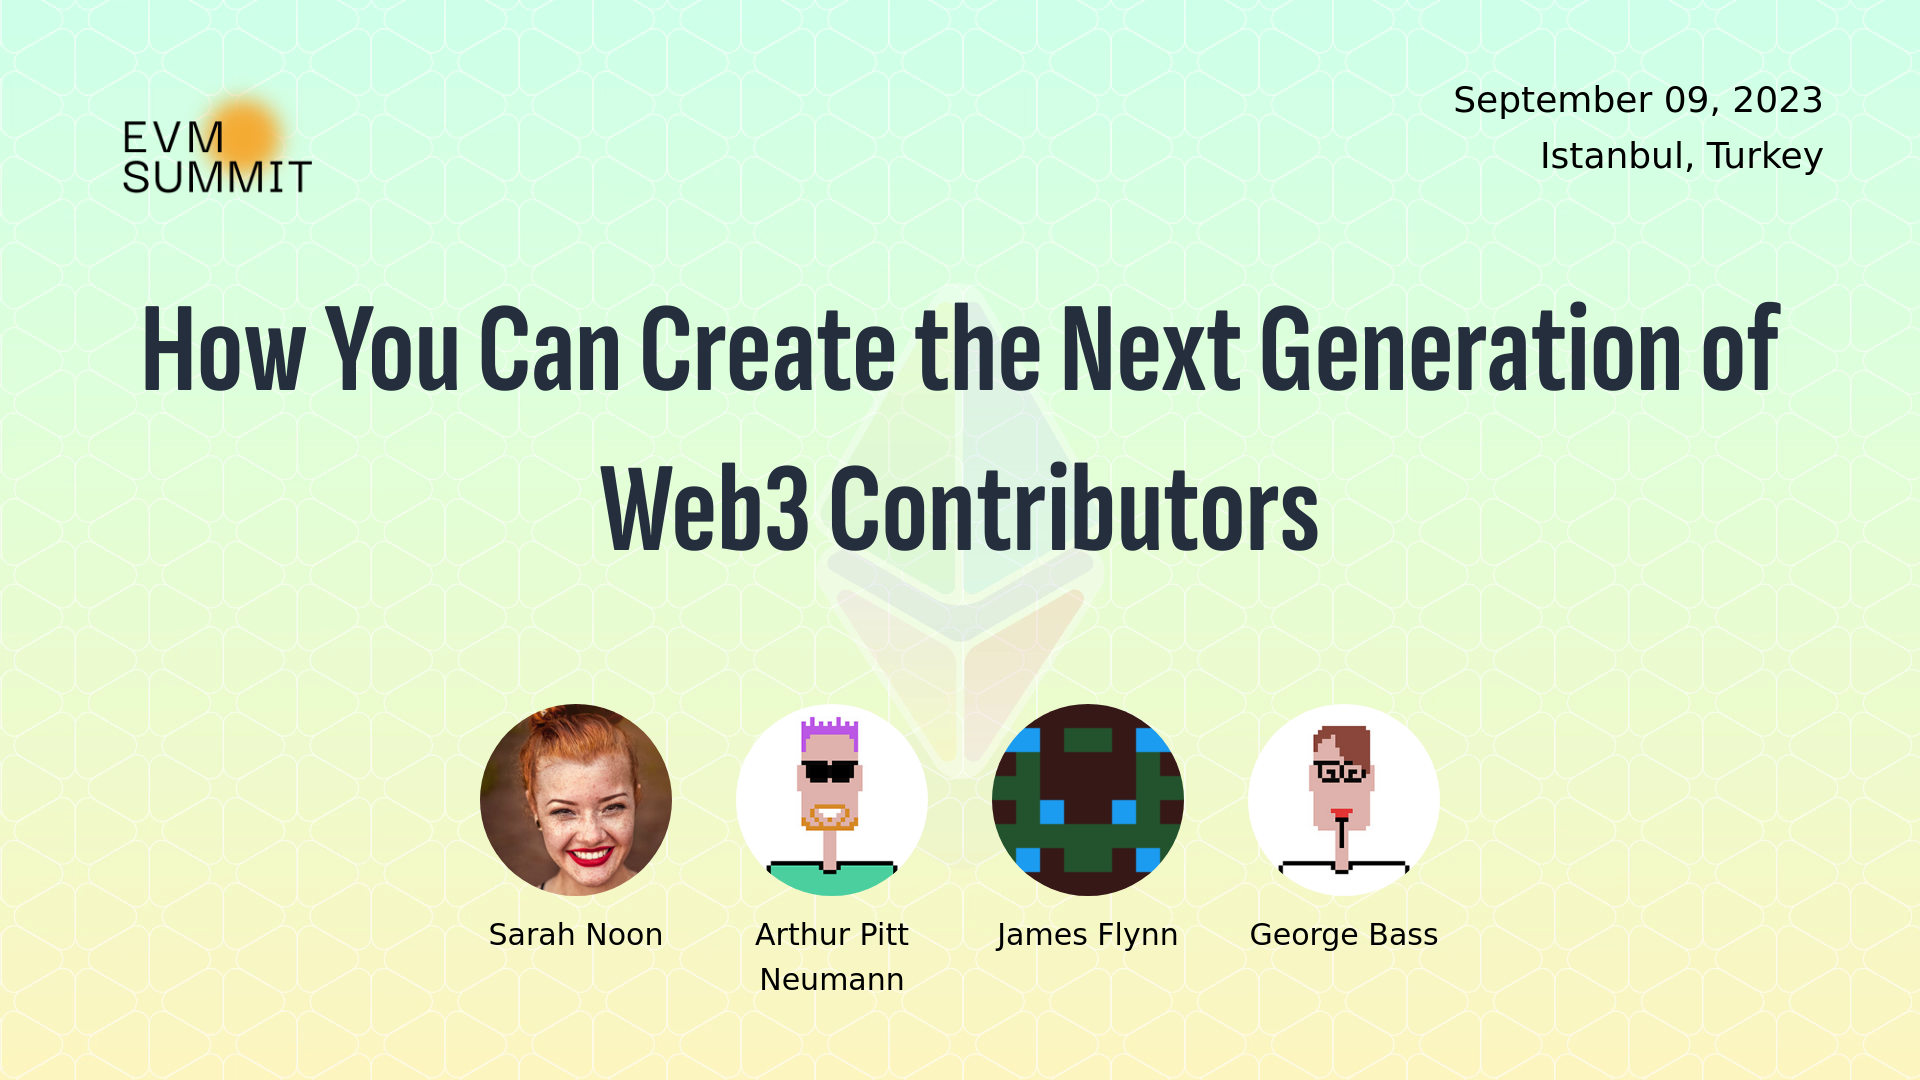 EVM
SUMMIT
September 09, 2023
Istanbul, Turkey
How You Can Create the Next Generation of
Web3 Contributors
Sarah Noon
Arthur Pitt
Neumann
James Flynn
George Bass